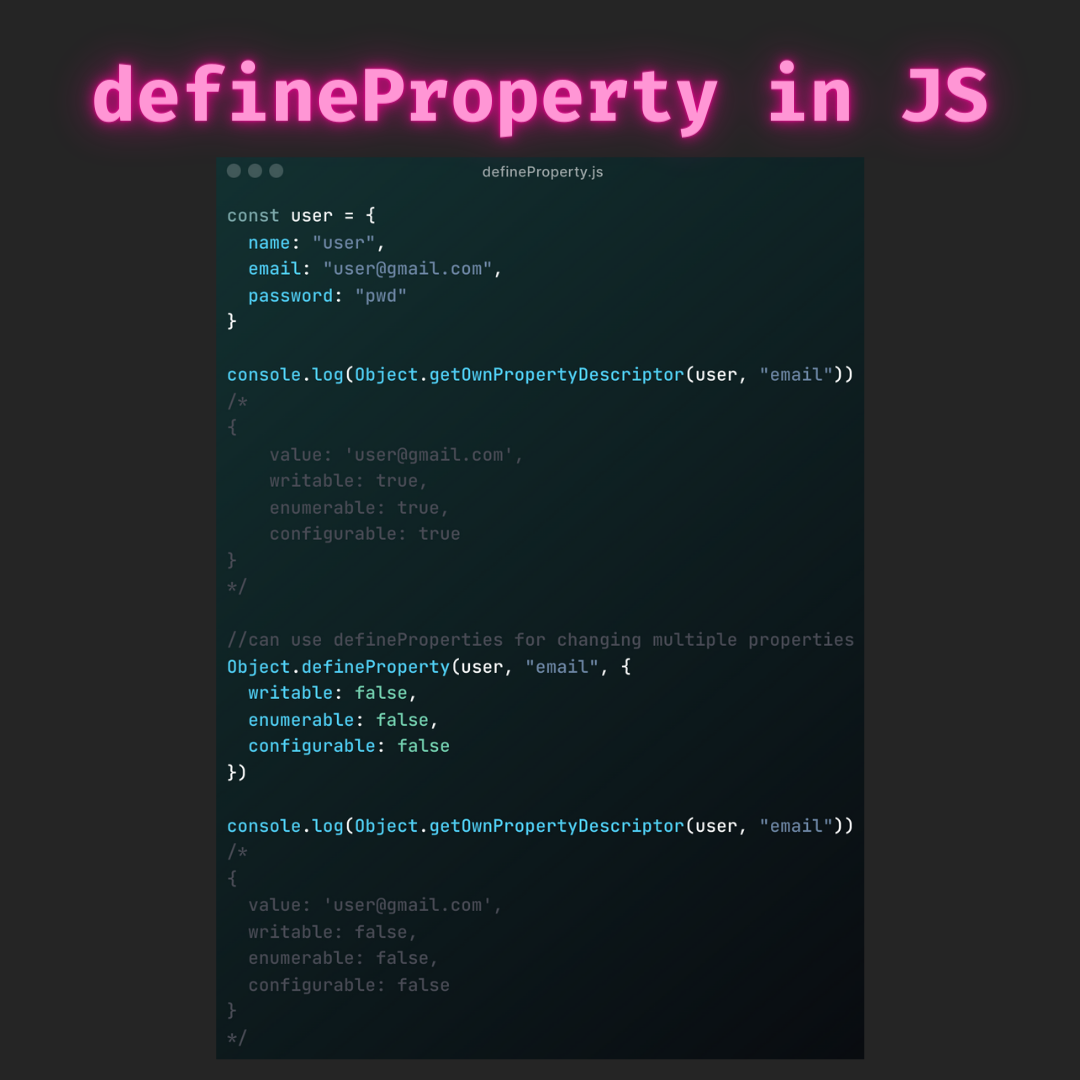 defineProperty in JS
defineProperty.js
const user = {
  name: "user",
  email: "user@gmail.com",
  password: "pwd"
}

console.log(Object.getOwnPropertyDescriptor(user, "email"))
/*
{
    value: 'user@gmail.com',
    writable: true,
    enumerable: true,
    configurable: true
}
*/

//can use defineProperties for changing multiple properties
Object.defineProperty(user, "email", {
  writable: false,
  enumerable: false,
  configurable: false
})

console.log(Object.getOwnPropertyDescriptor(user, "email"))
/*
{
  value: 'user@gmail.com',
  writable: false,
  enumerable: false,
  configurable: false
}
*/